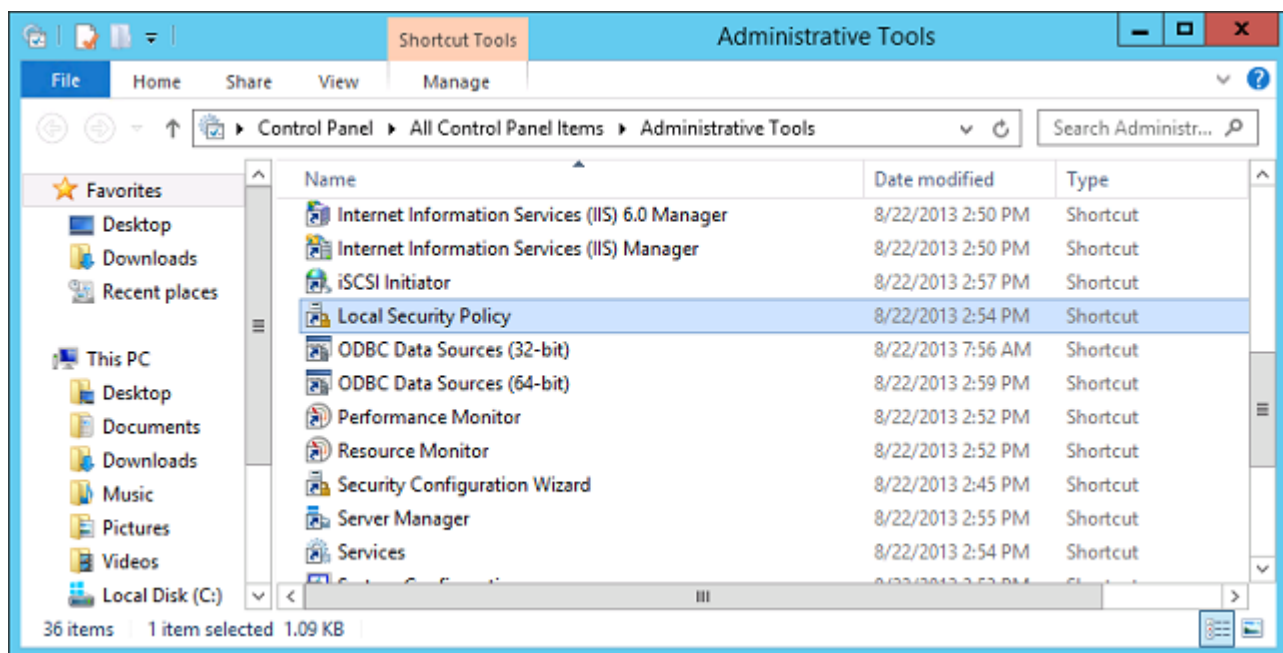 Shortcut Tools
Administrative Tools
File Home Share View Manage
Control Panel All Control Panel Items Administrative Tools
Search Administr...
Favorites
Desktop
Downloads
Recent places
This PC
Desktop
Documents
Downloads
Music
Pictures
Videos
Local Disk (C:)
Name Date modified Type
Internet Information Services (IIS) 6.0 Manager 8/22/2013 2:50 PM Shortcut
Internet Information Services (IIS) Manager 8/22/2013 2:50 PM Shortcut
iSCSI Initiator 8/22/2013 2:57 PM Shortcut
Local Security Policy 8/22/2013 2:54 PM Shortcut
ODBC Data Sources (32-bit) 8/22/2013 7:56 AM Shortcut
ODBC Data Sources (64-bit) 8/22/2013 2:59 PM Shortcut
Performance Monitor 8/22/2013 2:52 PM Shortcut
Resource Monitor 8/22/2013 2:52 PM Shortcut
Security Configuration Wizard 8/22/2013 2:45 PM Shortcut
Server Manager 8/22/2013 2:55 PM Shortcut
Services 8/22/2013 2:54 PM Shortcut
36 items 1 item selected 1.09 KB